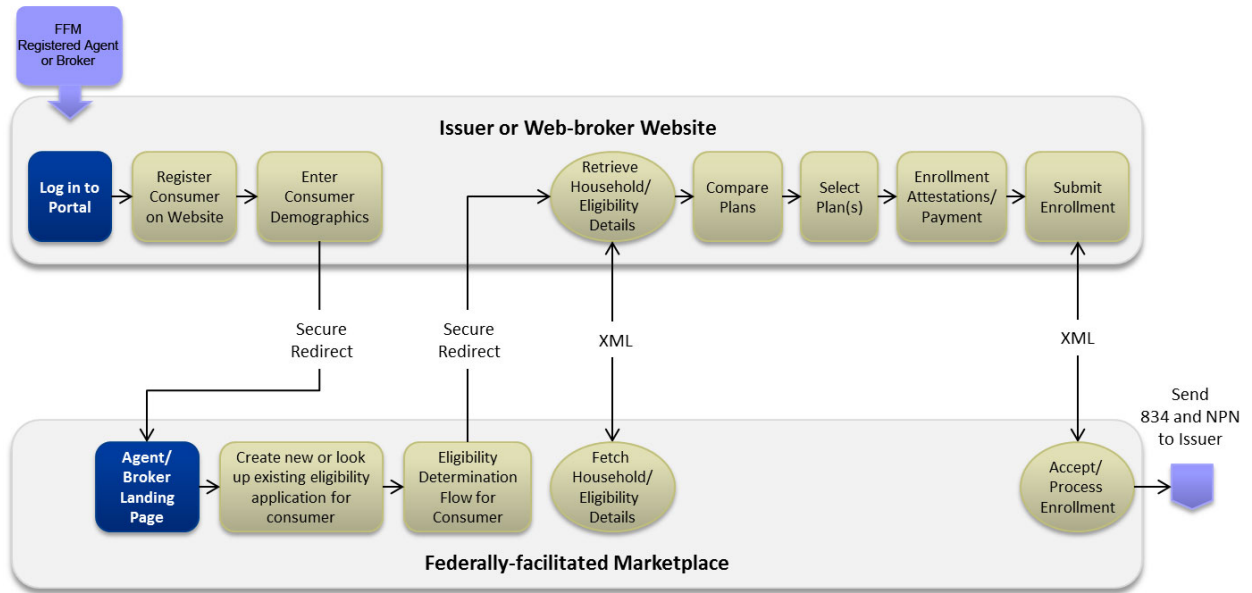 FFM
Registered Agent
or Broker
Issuer or Web-broker Website
Log in to
Portal
Register
Consumer
on Website
Enter
Consumer
Demographics
Retrieve
Household/
Eligibility
Details
Compare
Plans
Select
Plan(s)
Enrollment
Attestations/
Payment
Submit
Enrollment
Secure
Redirect
Secure
Redirect
XML
XML
Send
834 and NPN
to Issuer
Agent/
Broker
Landing
Page
Create new or look
up existing eligibility
application for
consumer
Eligibility
Determination
Flow for
Consumer
Fetch
Household/
Eligibility
Details
Accept/
Process
Enrollment
Federally-facilitated Marketplace